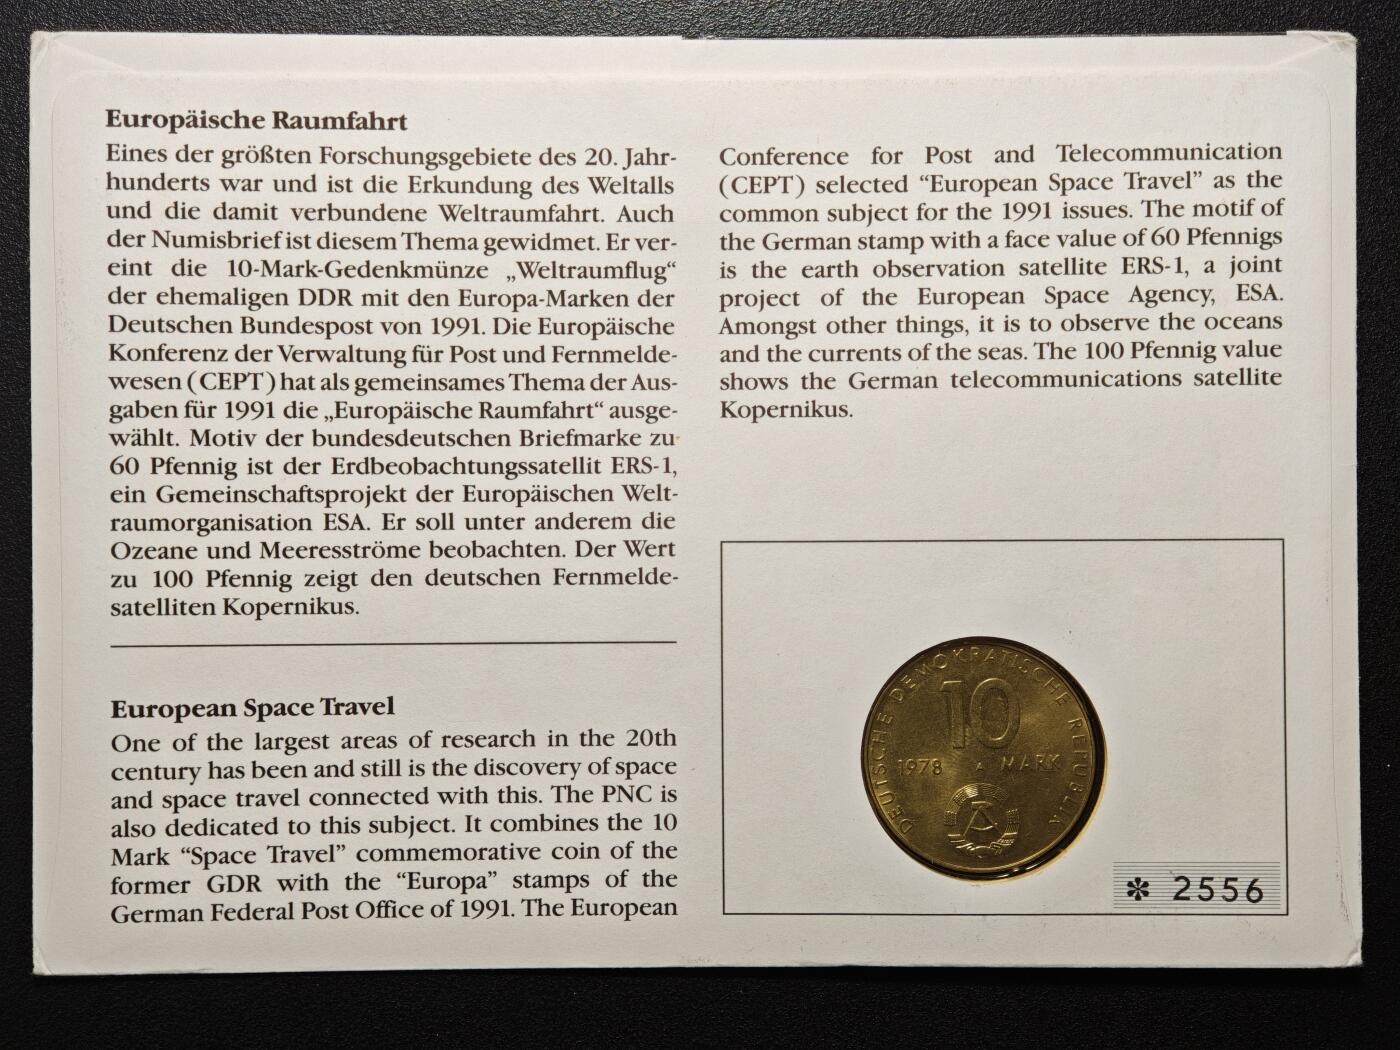 Europäische Raumfahrt
Eines der größten Forschungsgebiete des 20. Jahr-
hunderts war und ist die Erkundung des Weltalls
und die damit verbundene Weltraumfahrt. Auch
der Numisbrief ist diesem Thema gewidmet. Er ver-
eint die 10-Mark-Gedenkmünze „Weltraumflug“
der ehemaligen DDR mit den Europa-Marken der
Deutschen Bundespost von 1991. Die Europäische
Konferenz der Verwaltung für Post und Fernmelde-
wesen (CEPT) hat als gemeinsames Thema der Aus-
gaben für 1991 die „Europäische Raumfahrt“ ausge-
wählt. Motiv der bundesdeutschen Briefmarke zu
60 Pfennig ist der Erdbeobachtungssatellit ERS-1,
ein Gemeinschaftsprojekt der Europäischen Welt-
raumorganisation ESA. Er soll unter anderem die
Ozeane und Meeresströme beobachten. Der Wert
zu 100 Pfennig zeigt den deutschen Fernmelde-
satelliten Kopernikus.
European Space Travel
One of the largest areas of research in the 20th
century has been and still is the discovery of space
and space travel connected with this. The PNC is
also dedicated to this subject. It combines the 10
Mark “Space Travel” commemorative coin of the
former GDR with the “Europa” stamps of the
German Federal Post Office of 1991. The European
Conference for Post and Telecommunication
(CEPT) selected “European Space Travel” as the
common subject for the 1991 issues. The motif of
the German stamp with a face value of 60 Pfennigs
is the earth observation satellite ERS-1, a joint
project of the European Space Agency, ESA.
Amongst other things, it is to observe the oceans
and the currents of the seas. The 100 Pfennig value
shows the German telecommunications satellite
Kopernikus.
DEUTSCHE DEMOKRATISCHE REPUBLIK
10
1978 A MARK
* 2556